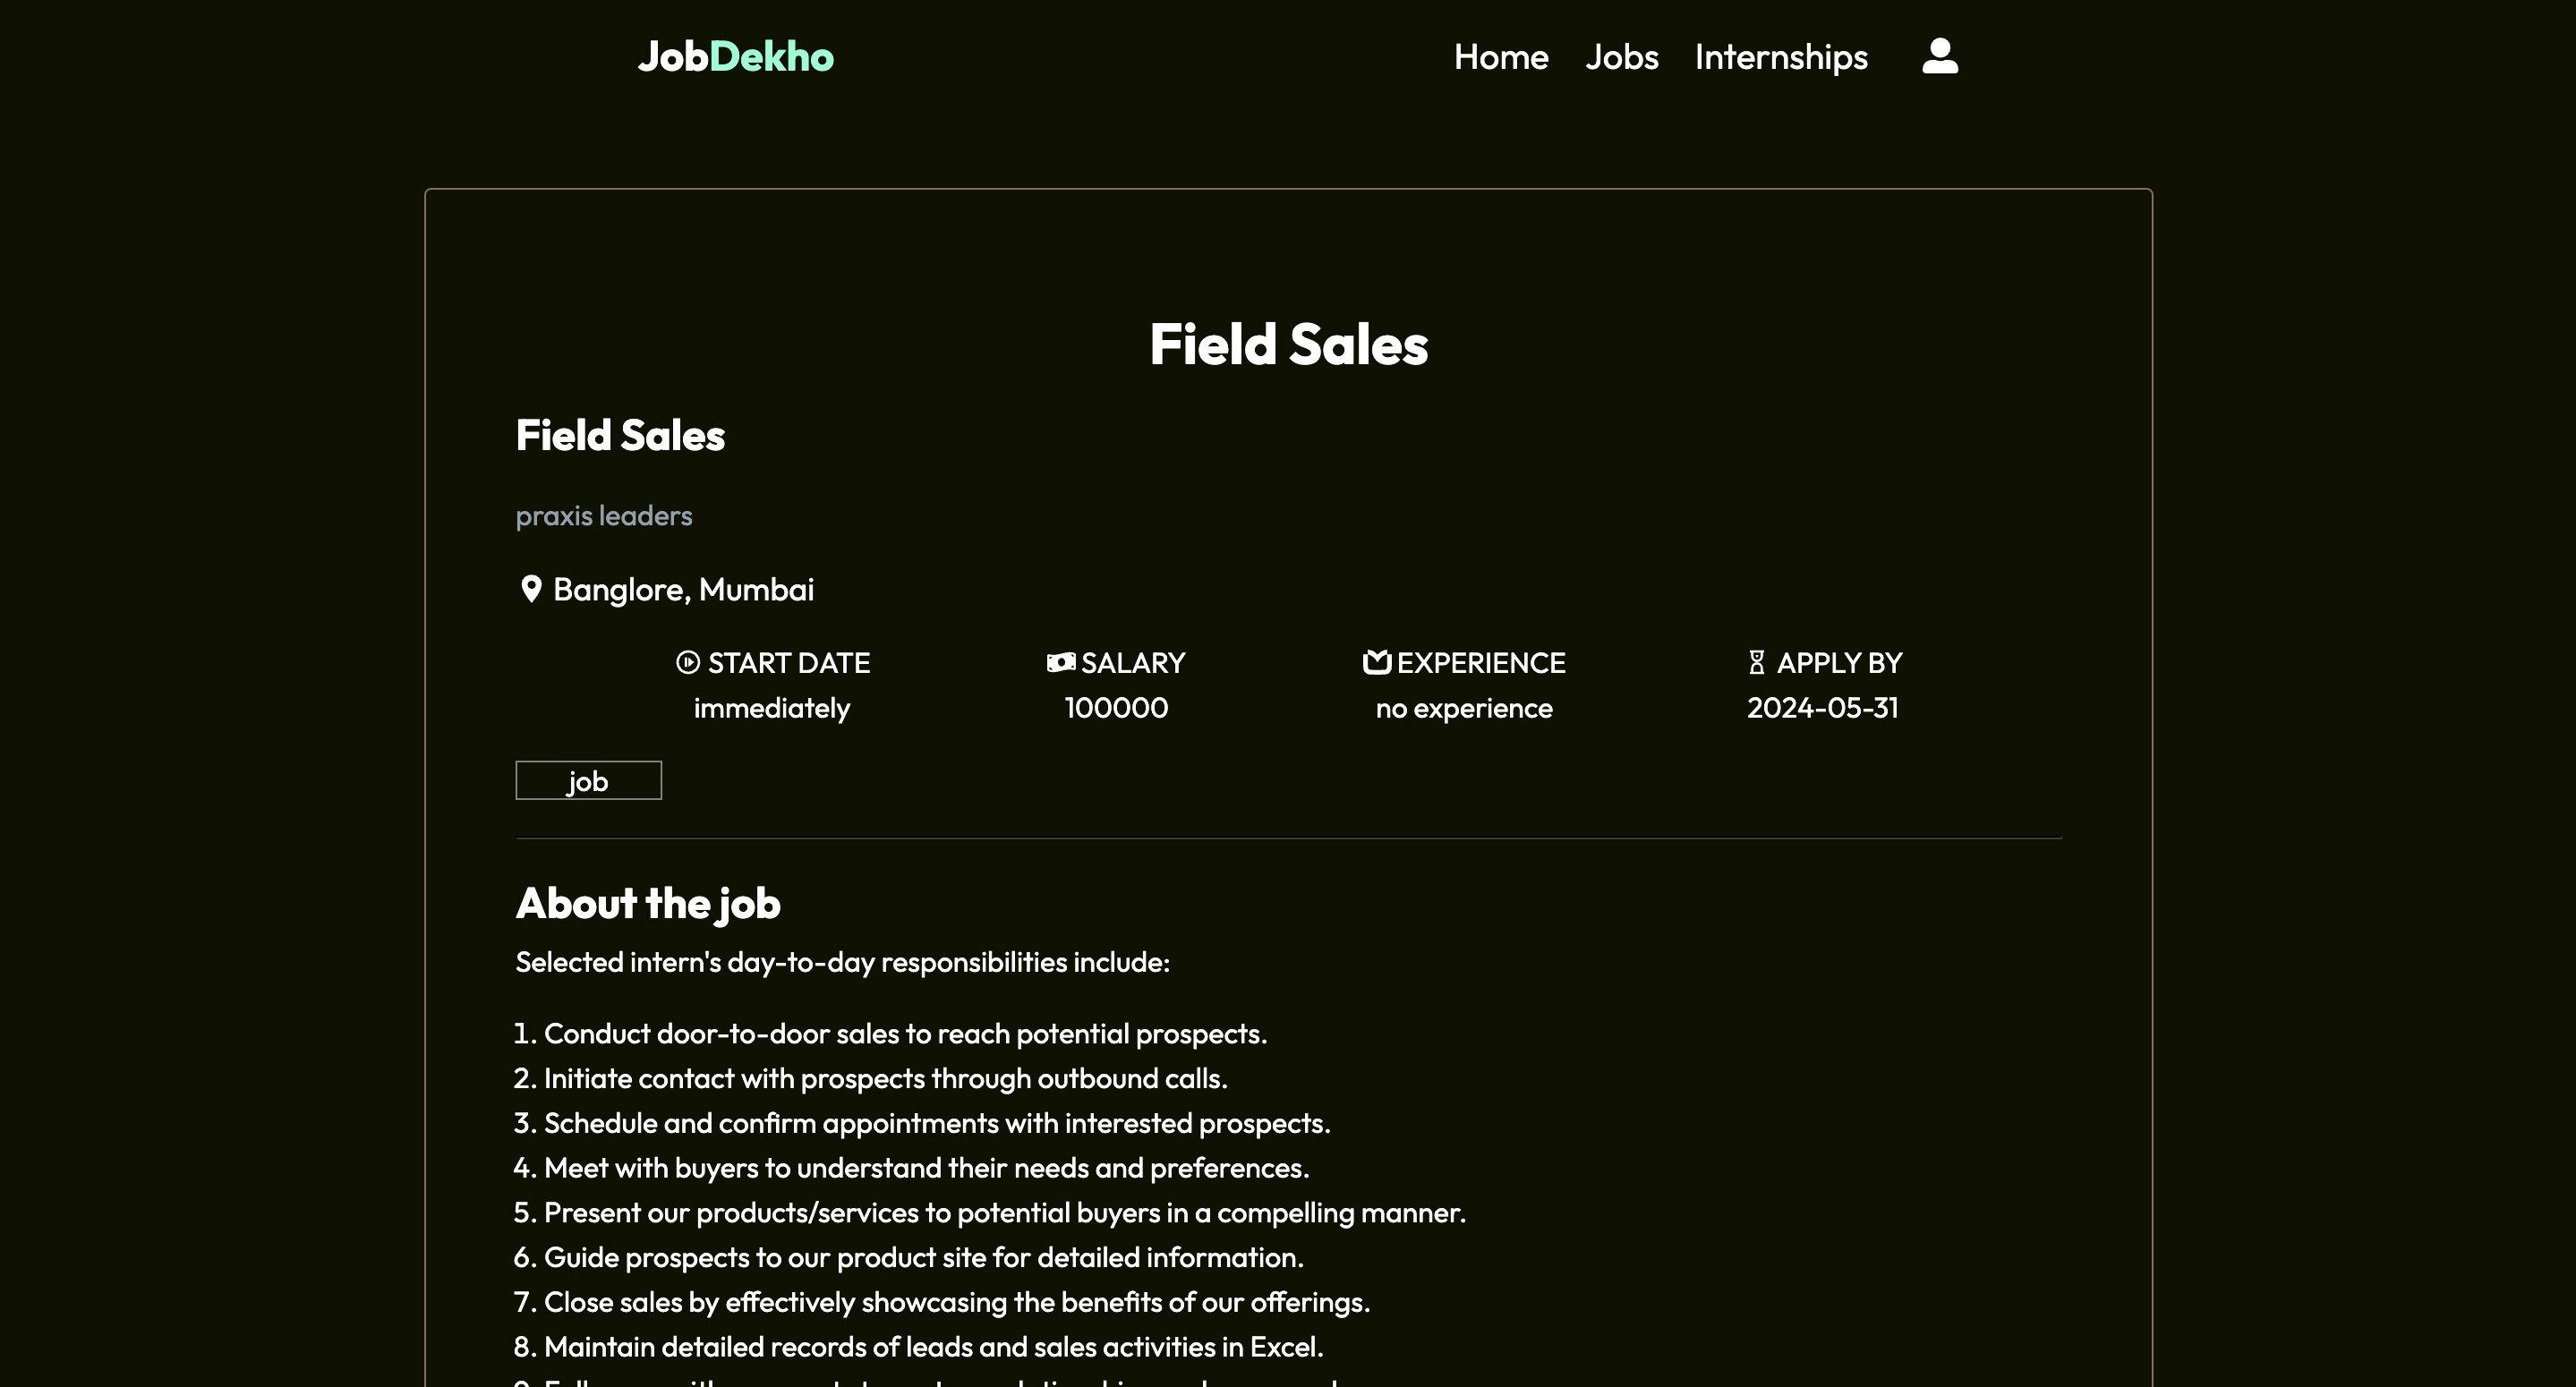 JobDekho
Home Jobs Internships
Field Sales
Field Sales
praxis leaders
Banglore, Mumbai
START DATE SALARY EXPERIENCE APPLY BY
immediately 100000 no experience 2024-05-31
job
About the job
Selected intern's day-to-day responsibilities include:
1. Conduct door-to-door sales to reach potential prospects.
2. Initiate contact with prospects through outbound calls.
3. Schedule and confirm appointments with interested prospects.
4. Meet with buyers to understand their needs and preferences.
5. Present our products/services to potential buyers in a compelling manner.
6. Guide prospects to our product site for detailed information.
7. Close sales by effectively showcasing the benefits of our offerings.
8. Maintain detailed records of leads and sales activities in Excel.